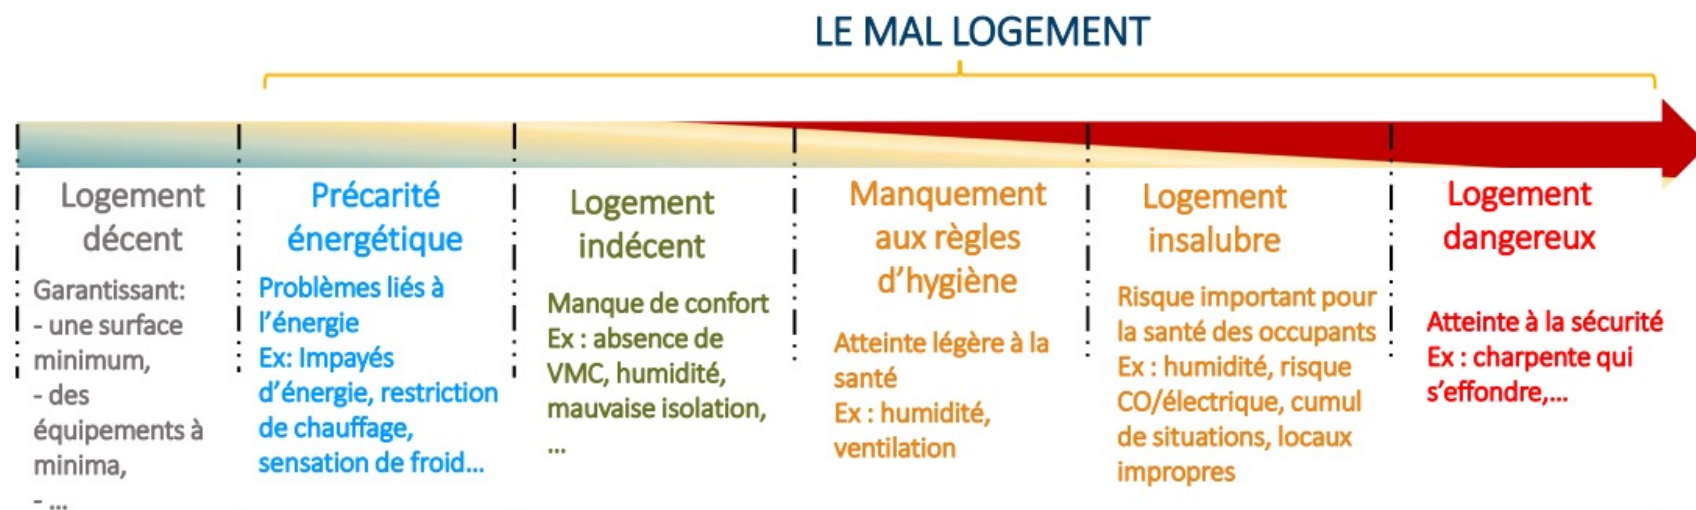 LE MAL LOGEMENT
Logement
décent
Garantissant:
- une surface
minimum,
- des
équipements à
minima,
- ...
Précarité
énergétique
Problèmes liés à
l'énergie
Ex: Impayés
d'énergie, restriction
de chauffage,
sensation de froid...
Logement
indécent
Manque de confort
Ex : absence de
VMC, humidité,
mauvaise isolation,
...
Manquement
aux règles
d'hygiène
Atteinte légère à la
santé
Ex : humidité,
ventilation
Logement
insalubre
Risque important pour
la santé des occupants
Ex : humidité, risque
CO/électrique, cumul
de situations, locaux
impropres
Logement
dangereux
Atteinte à la sécurité
Ex : charpente qui
s'effondre,...